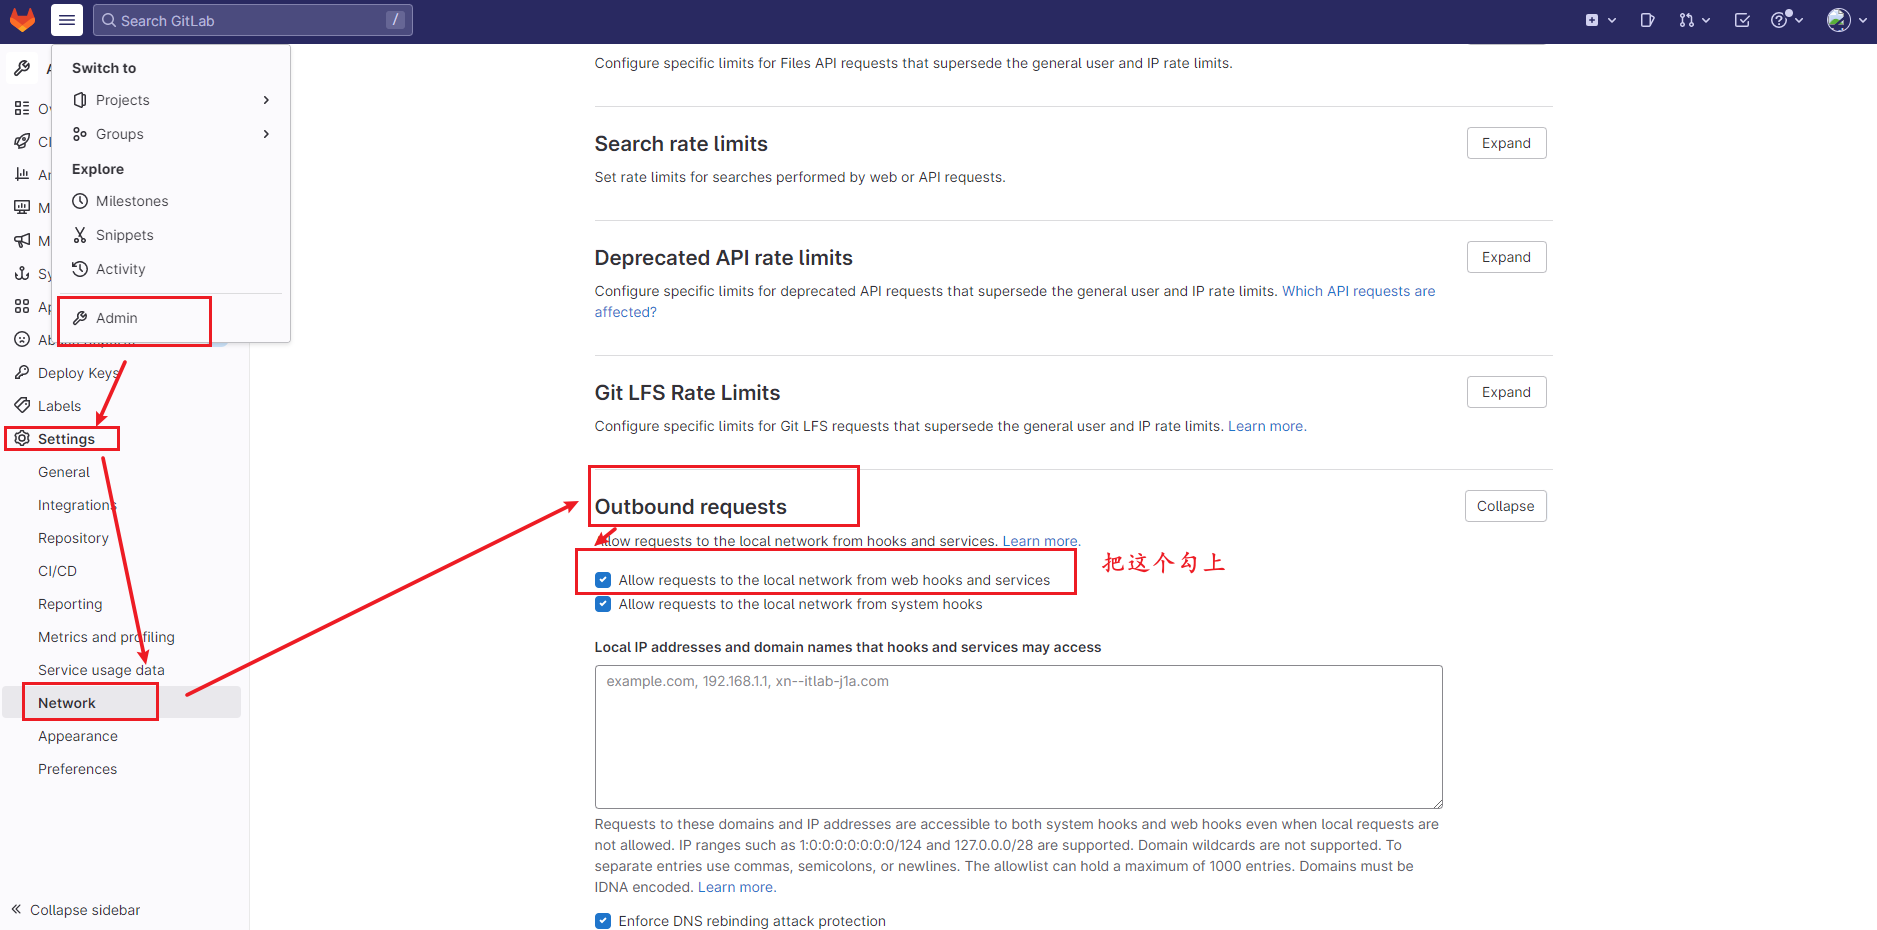 Search GitLab
/
Switch to
Projects
Groups
Explore
Milestones
Snippets
Activity
Admin
Deploy Keys
Labels
Settings
General
Integrations
Repository
CI/CD
Reporting
Metrics and profiling
Service usage data
Network
Appearance
Preferences
Collapse sidebar
Configure specific limits for Files API requests that supersede the general user and IP rate limits.
Search rate limits
Expand
Set rate limits for searches performed by web or API requests.
Deprecated API rate limits
Expand
Configure specific limits for deprecated API requests that supersede the general user and IP rate limits. Which API requests are
affected?
Git LFS Rate Limits
Expand
Configure specific limits for Git LFS requests that supersede the general user and IP rate limits. Learn more.
Outbound requests
Collapse
Allow requests to the local network from hooks and services. Learn more.
把这个勾上
Allow requests to the local network from web hooks and services
Allow requests to the local network from system hooks
Local IP addresses and domain names that hooks and services may access
example.com, 192.168.1.1, xn--itlab-j1a.com
Requests to these domains and IP addresses are accessible to both system hooks and web hooks even when local requests are
not allowed. IP ranges such as 1:0:0:0:0:0:0:0/124 and 127.0.0.0/28 are supported. Domain wildcards are not supported. To
separate entries use commas, semicolons, or newlines. The allowlist can hold a maximum of 1000 entries. Domains must be
IDNA encoded. Learn more.
Enforce DNS rebinding attack protection